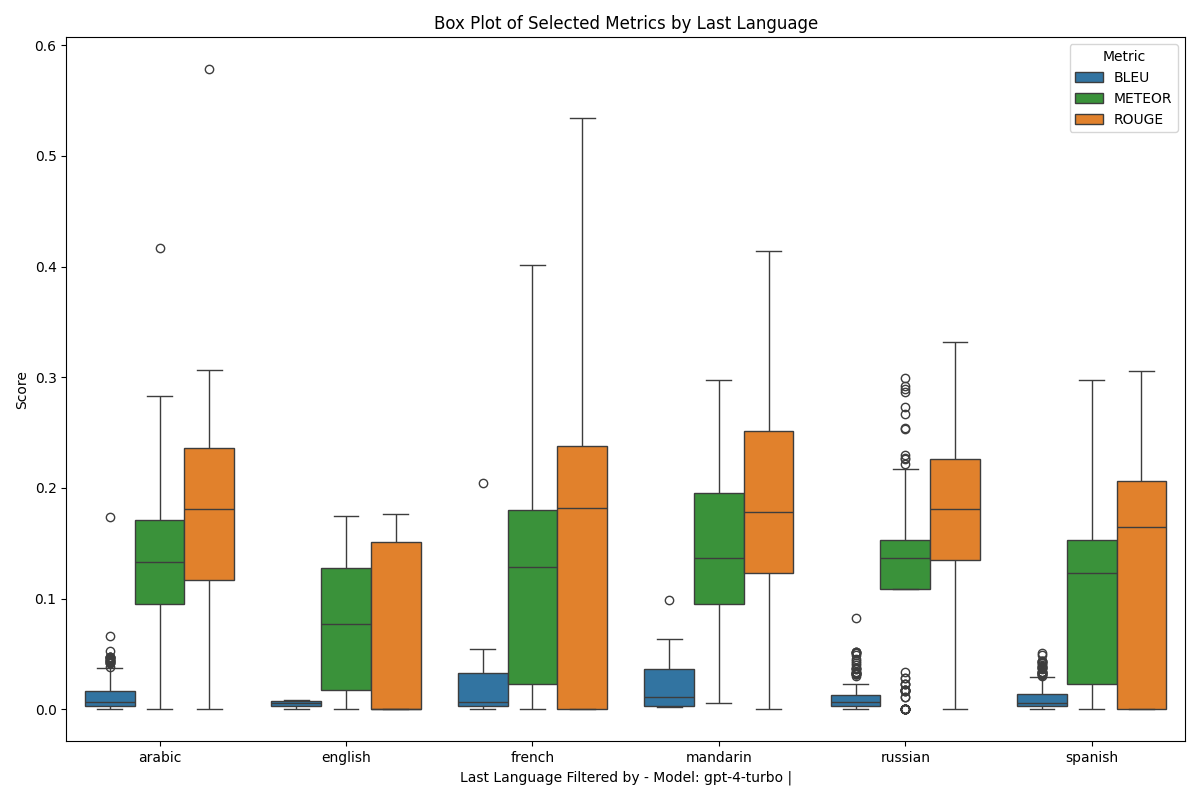 Box Plot of Selected Metrics by Last Language
Metric
BLEU
METEOR
ROUGE
0.6
0.5
0.4
0.3
0.2
0.1
0.0
Score
arabic english french mandarin russian spanish
Last Language Filtered by - Model: gpt-4-turbo |